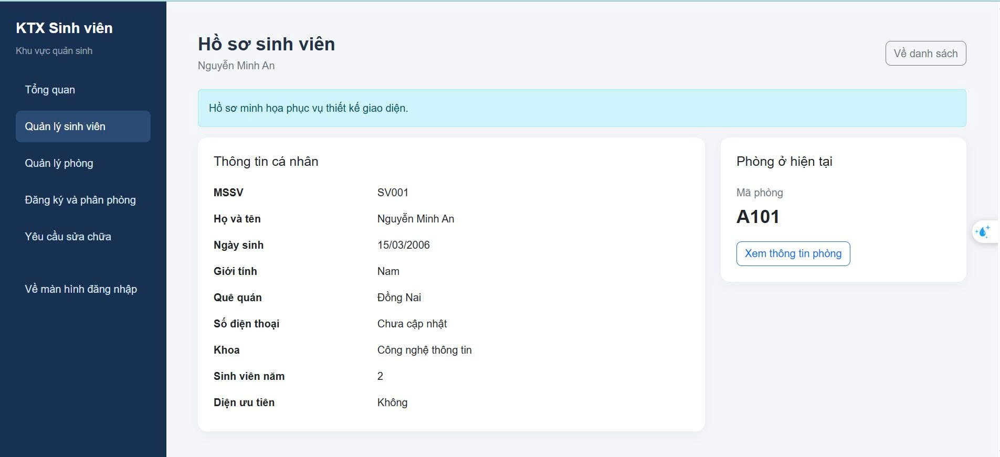 KTX Sinh viên
Khu vực quản sinh
Tổng quan
Quản lý sinh viên
Quản lý phòng
Đăng ký và phân phòng
Yêu cầu sửa chữa
Về màn hình đăng nhập
Hồ sơ sinh viên
Nguyễn Minh An
Về danh sách
Hồ sơ minh họa phục vụ thiết kế giao diện.
Thông tin cá nhân
MSSV SV001
Họ và tên Nguyễn Minh An
Ngày sinh 15/03/2006
Giới tính Nam
Quê quán Đồng Nai
Số điện thoại Chưa cập nhật
Khoa Công nghệ thông tin
Sinh viên năm 2
Diện ưu tiên Không
Phòng ở hiện tại
Mã phòng
A101
Xem thông tin phòng